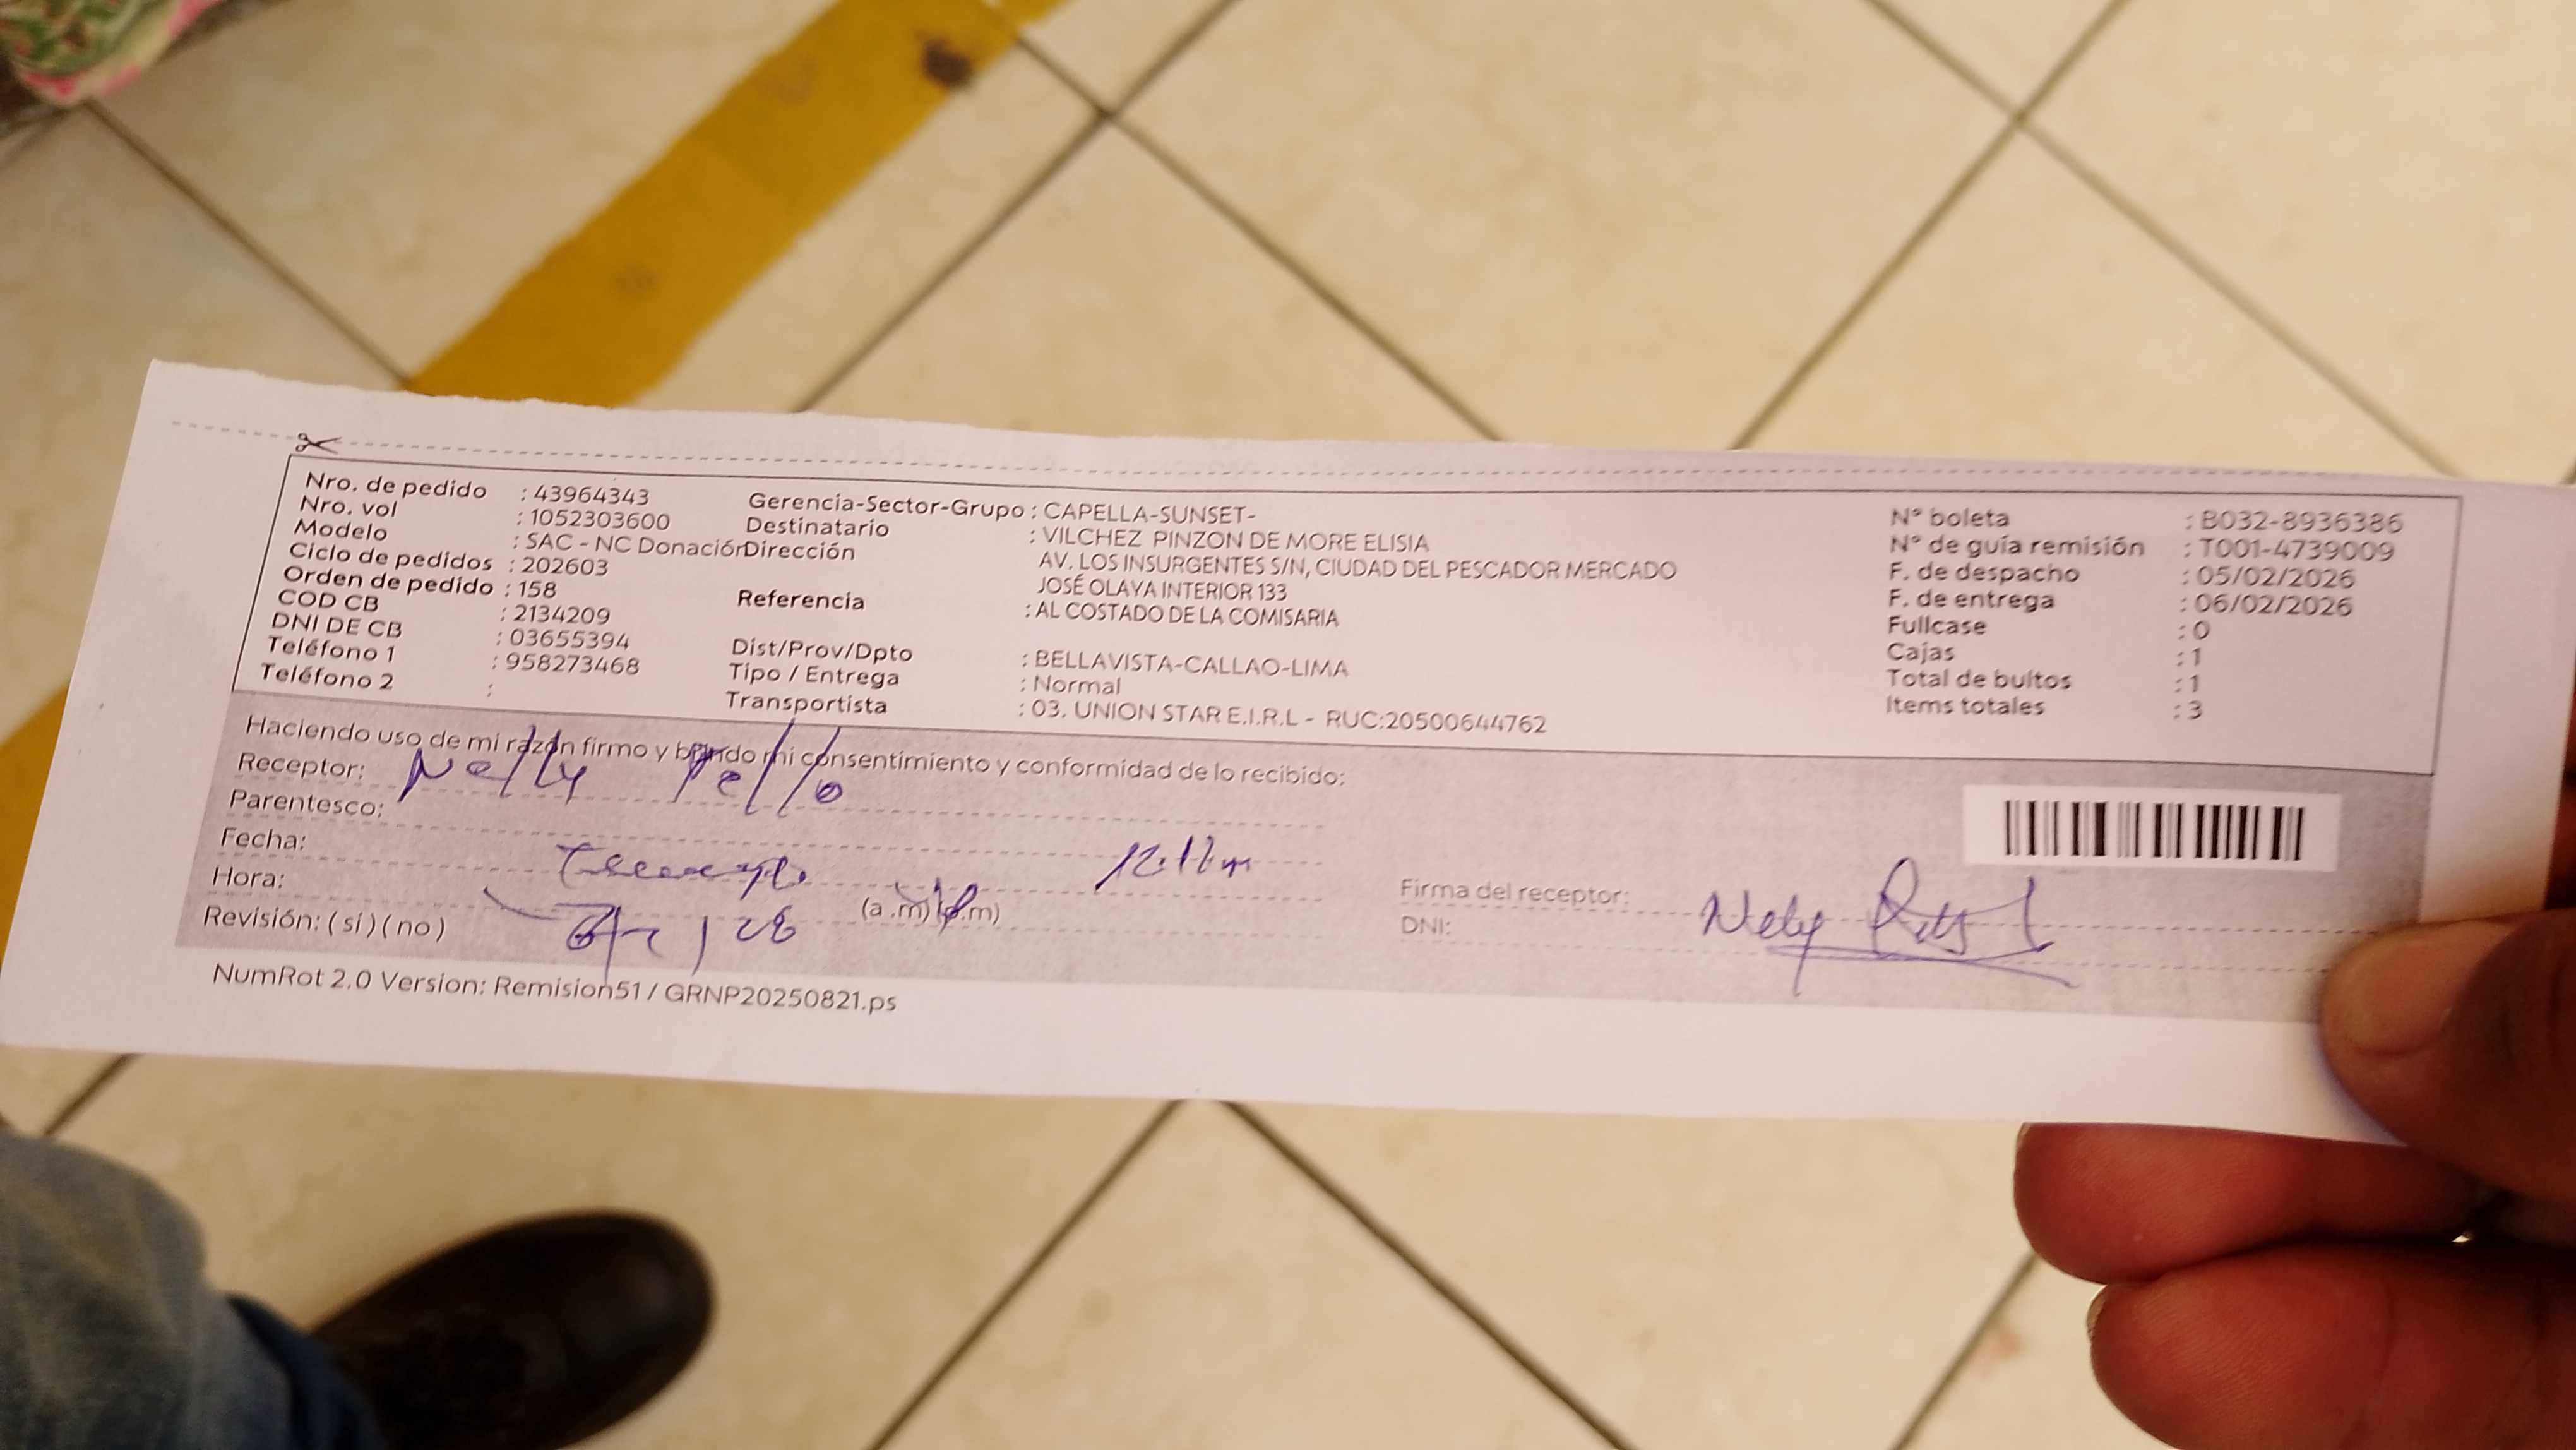 Nro. de pedido : 43964343
Nro. vol : 1052303600
Modelo : SAC - NC Donación
Ciclo de pedidos : 202603
Orden de pedido : 158
COD CB : 2134209
DNI DE CB : 03655394
Teléfono 1 : 958273468
Teléfono 2 :
Gerencia-Sector-Grupo : CAPELLA-SUNSET-
Destinatario : VILCHEZ PINZON DE MORE ELISIA
Dirección AV. LOS INSURGENTES S/N, CIUDAD DEL PESCADOR MERCADO
JOSÉ OLAYA INTERIOR 133
Referencia : AL COSTADO DE LA COMISARIA
Dist/Prov/Dpto : BELLAVISTA-CALLAO-LIMA
Tipo / Entrega : Normal
Transportista : 03. UNION STAR E.I.R.L - RUC:20500644762
N° boleta : B032-8936386
N° de guía remisión : T001-4739009
F. de despacho : 05/02/2026
F. de entrega : 06/02/2026
Fullcase : 0
Cajas : 1
Total de bultos : 1
Items totales : 3
Haciendo uso de mi razón firmo y brindo mi consentimiento y conformidad de lo recibido:
Receptor: Nelly Tello
Parentesco:
Fecha:
Hora: (a.m) (p.m)
Revisión: (si) (no)
Firma del receptor: Nely
DNI:
NumRot 2.0 Version: Remision51 / GRNP20250821.ps